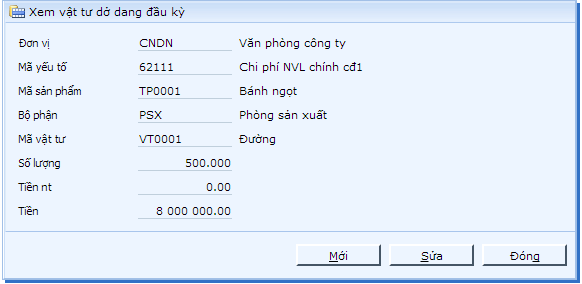 Xem vật tư dở dang đầu kỳ
Đơn vị CNDN Văn phòng công ty
Mã yếu tố 62111 Chi phí NVL chính cđ1
Mã sản phẩm TP0001 Bánh ngọt
Bộ phận PSX Phòng sản xuất
Mã vật tư VT0001 Đường
Số lượng 500.000
Tiền nt 0.00
Tiền 8 000 000.00
Mới Sửa Đóng